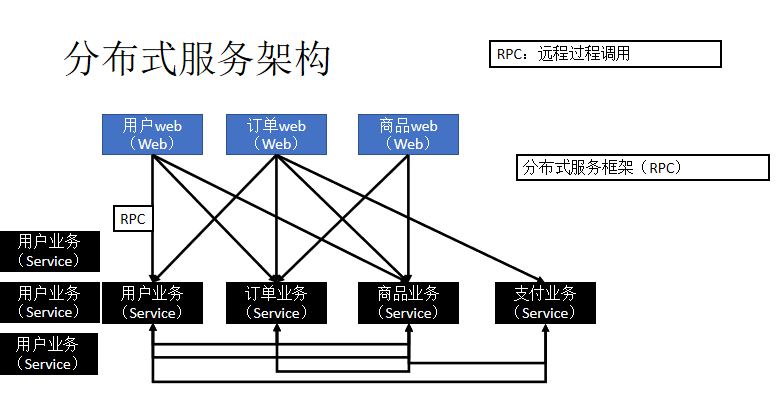 分布式服务架构
RPC：远程过程调用
用户web
（Web）
订单web
（Web）
商品web
（Web）
分布式服务框架（RPC）
RPC
用户业务
（Service）
用户业务
（Service）
用户业务
（Service）
订单业务
（Service）
商品业务
（Service）
支付业务
（Service）
用户业务
（Service）